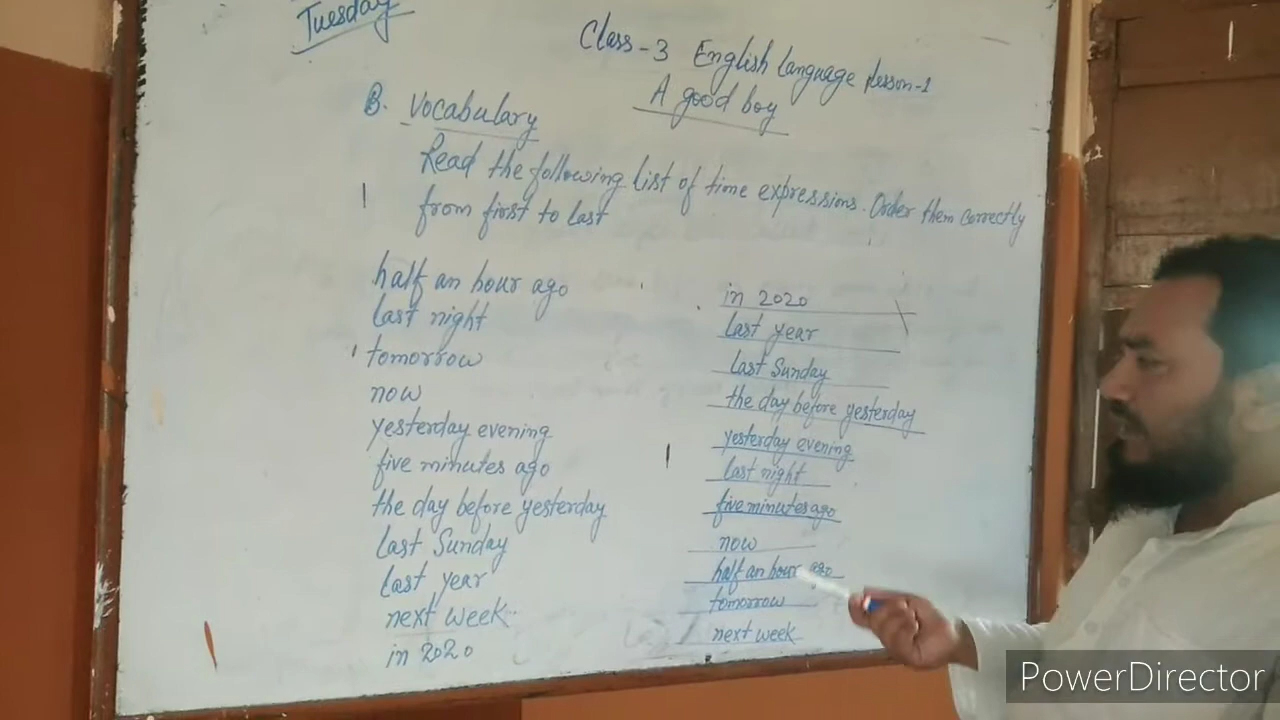 Tuesday
Class-3 English Language Lesson-1
A good boy
B. Vocabulary
Read the following list of time expressions. Order them correctly
from first to last
half an hour ago
last night
tomorrow
now
yesterday evening
five minutes ago
the day before yesterday
Last Sunday
Last year
next week
in 2020
in 2020
Last year
Last Sunday
the day before yesterday
yesterday evening
last night
five minutes ago
now
half an hour ago
tomorrow
next week
PowerDirector